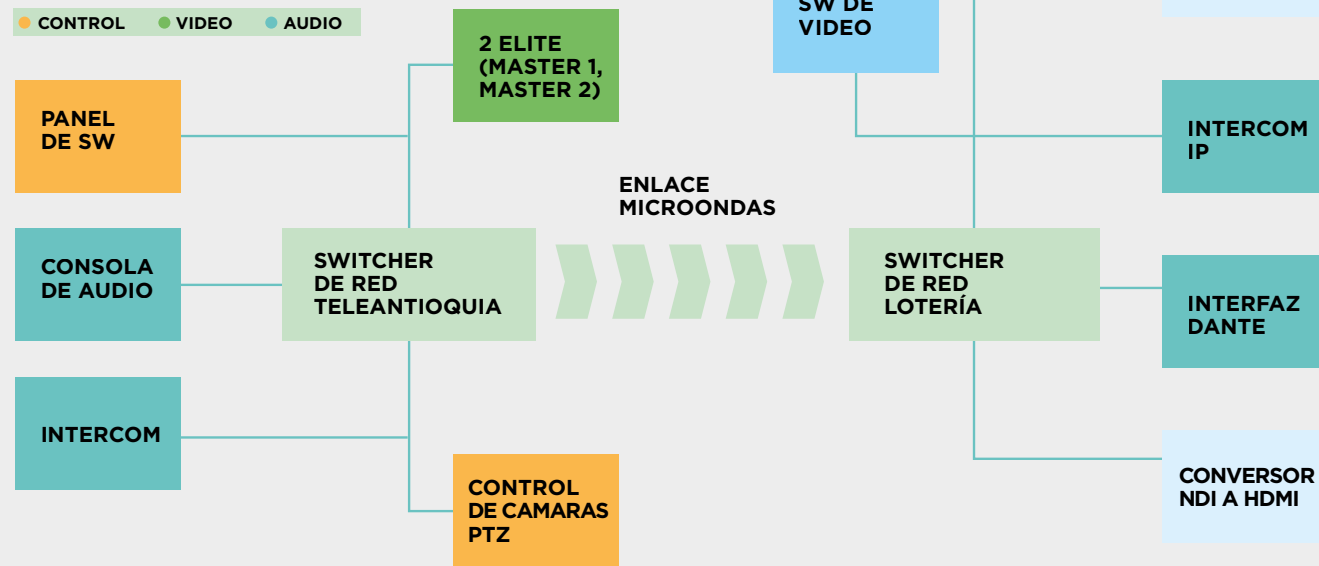 CONTROL
VIDEO
AUDIO
2 ELITE
(MASTER 1,
MASTER 2)
SW DE
VIDEO
PANEL
DE SW
INTERCOM
IP
ENLACE
MICROONDAS
CONSOLA
DE AUDIO
SWITCHER
DE RED
TELEANTIOQUIA
SWITCHER
DE RED
LOTERÍA
INTERFAZ
DANTE
INTERCOM
CONTROL
DE CAMARAS
PTZ
CONVERSOR
NDI A HDMI